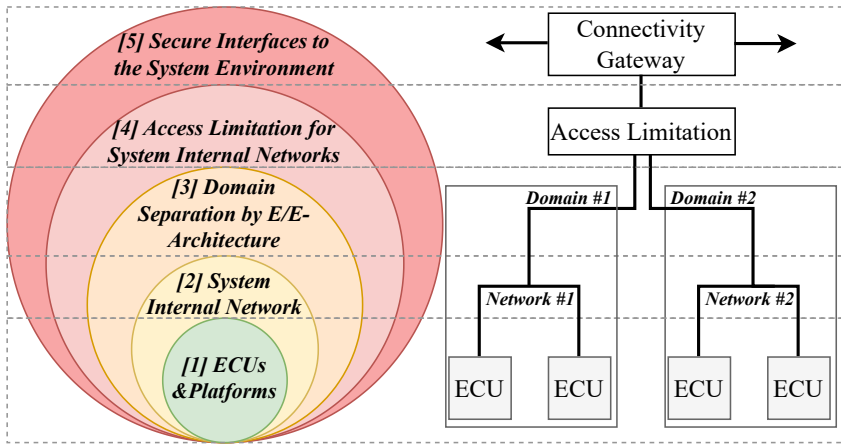 [5] Secure Interfaces to
the System Environment
[4] Access Limitation for
System Internal Networks
[3] Domain
Separation by E/E-
Architecture
[2] System
Internal Network
[1] ECUs
&Platforms
Connectivity
Gateway
Access Limitation
Domain #1
Domain #2
Network #1
Network #2
ECU
ECU
ECU
ECU